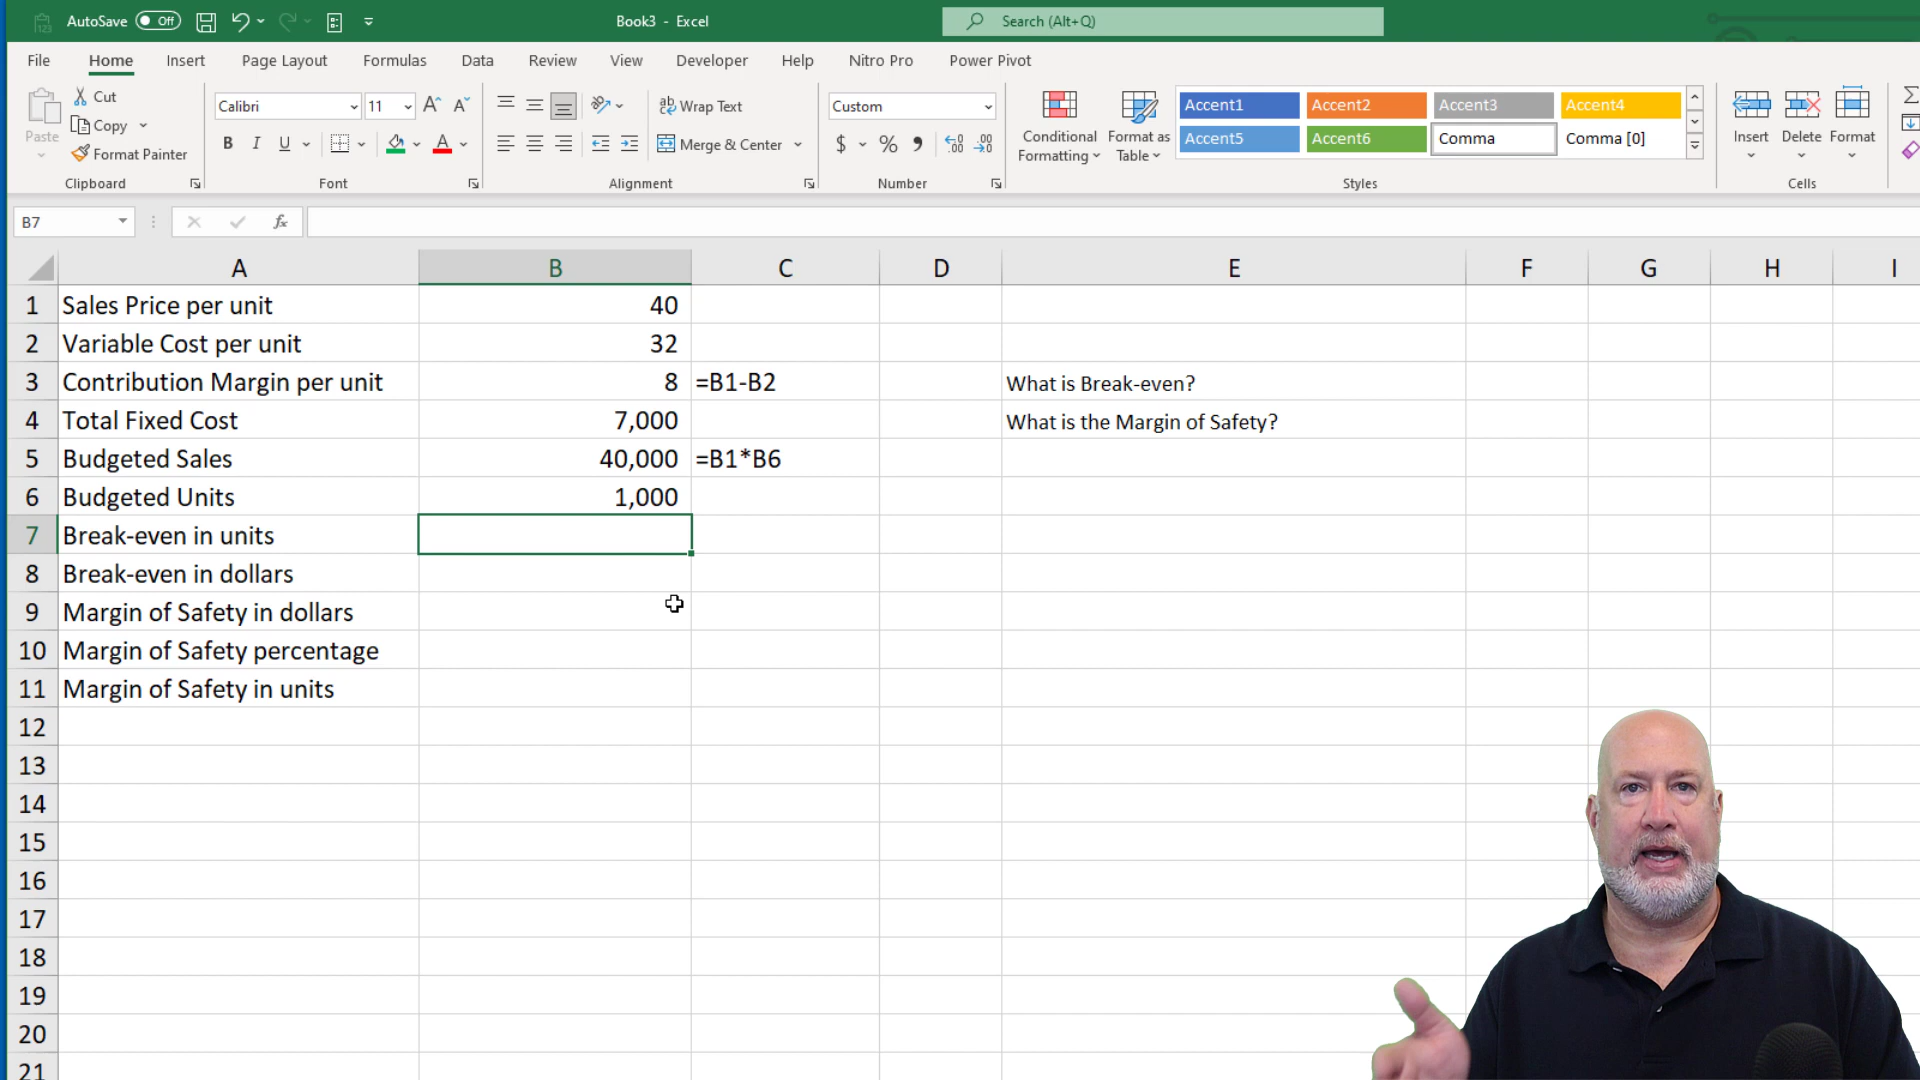 AutoSave Off Book3 - Excel Search (Alt+Q)
File Home Insert Page Layout Formulas Data Review View Developer Help Nitro Pro Power Pivot
Paste Cut Copy Format Painter
Calibri 11 B I U A
Wrap Text Merge & Center
Custom $ %
Conditional Formatting Format as Table
Accent1 Accent2 Accent3 Accent4
Accent5 Accent6 Comma Comma [0]
Insert Delete Format
Clipboard Font Alignment Number Styles Cells
B7 fx
A B C D E F G H I
1 Sales Price per unit 40
2 Variable Cost per unit 32
3 Contribution Margin per unit 8 =B1-B2 What is Break-even?
4 Total Fixed Cost 7,000 What is the Margin of Safety?
5 Budgeted Sales 40,000 =B1*B6
6 Budgeted Units 1,000
7 Break-even in units
8 Break-even in dollars
9 Margin of Safety in dollars
10 Margin of Safety percentage
11 Margin of Safety in units
12
13
14
15
16
17
18
19
20
21